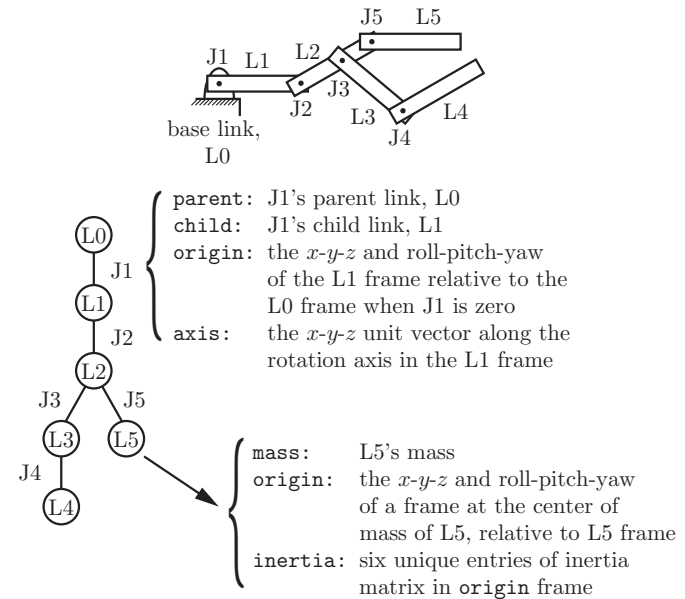 J5
L5
J1
L1
L2
J2
J3
L3
J4
L4
base link,
L0
parent: J1's parent link, L0
child: J1's child link, L1
origin: the x-y-z and roll-pitch-yaw
of the L1 frame relative to the
L0 frame when J1 is zero
axis: the x-y-z unit vector along the
rotation axis in the L1 frame
L0
J1
L1
J2
L2
J3
J5
L3
L5
J4
L4
mass: L5's mass
origin: the x-y-z and roll-pitch-yaw
of a frame at the center of
mass of L5, relative to L5 frame
inertia: six unique entries of inertia
matrix in origin frame